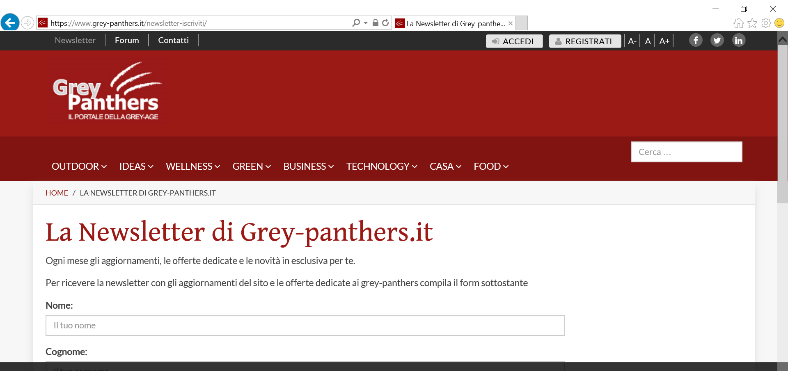 https://www.grey-panthers.it/newsletter-iscriviti/
La Newsletter di Grey-panthe...
Newsletter
Forum
Contatti
ACCEDI
REGISTRATI
A- A A+
Grey
Panthers
IL PORTALE DELLA GREY-AGE
Cerca ...
OUTDOOR IDEAS WELLNESS GREEN BUSINESS TECHNOLOGY CASA FOOD
HOME / LA NEWSLETTER DI GREY-PANTHERS.IT
La Newsletter di Grey-panthers.it
Ogni mese gli aggiornamenti, le offerte dedicate e le novità in esclusiva per te.
Per ricevere la newsletter con gli aggiornamenti del sito e le offerte dedicate ai grey-panthers compila il form sottostante
Nome:
Il tuo nome
Cognome: